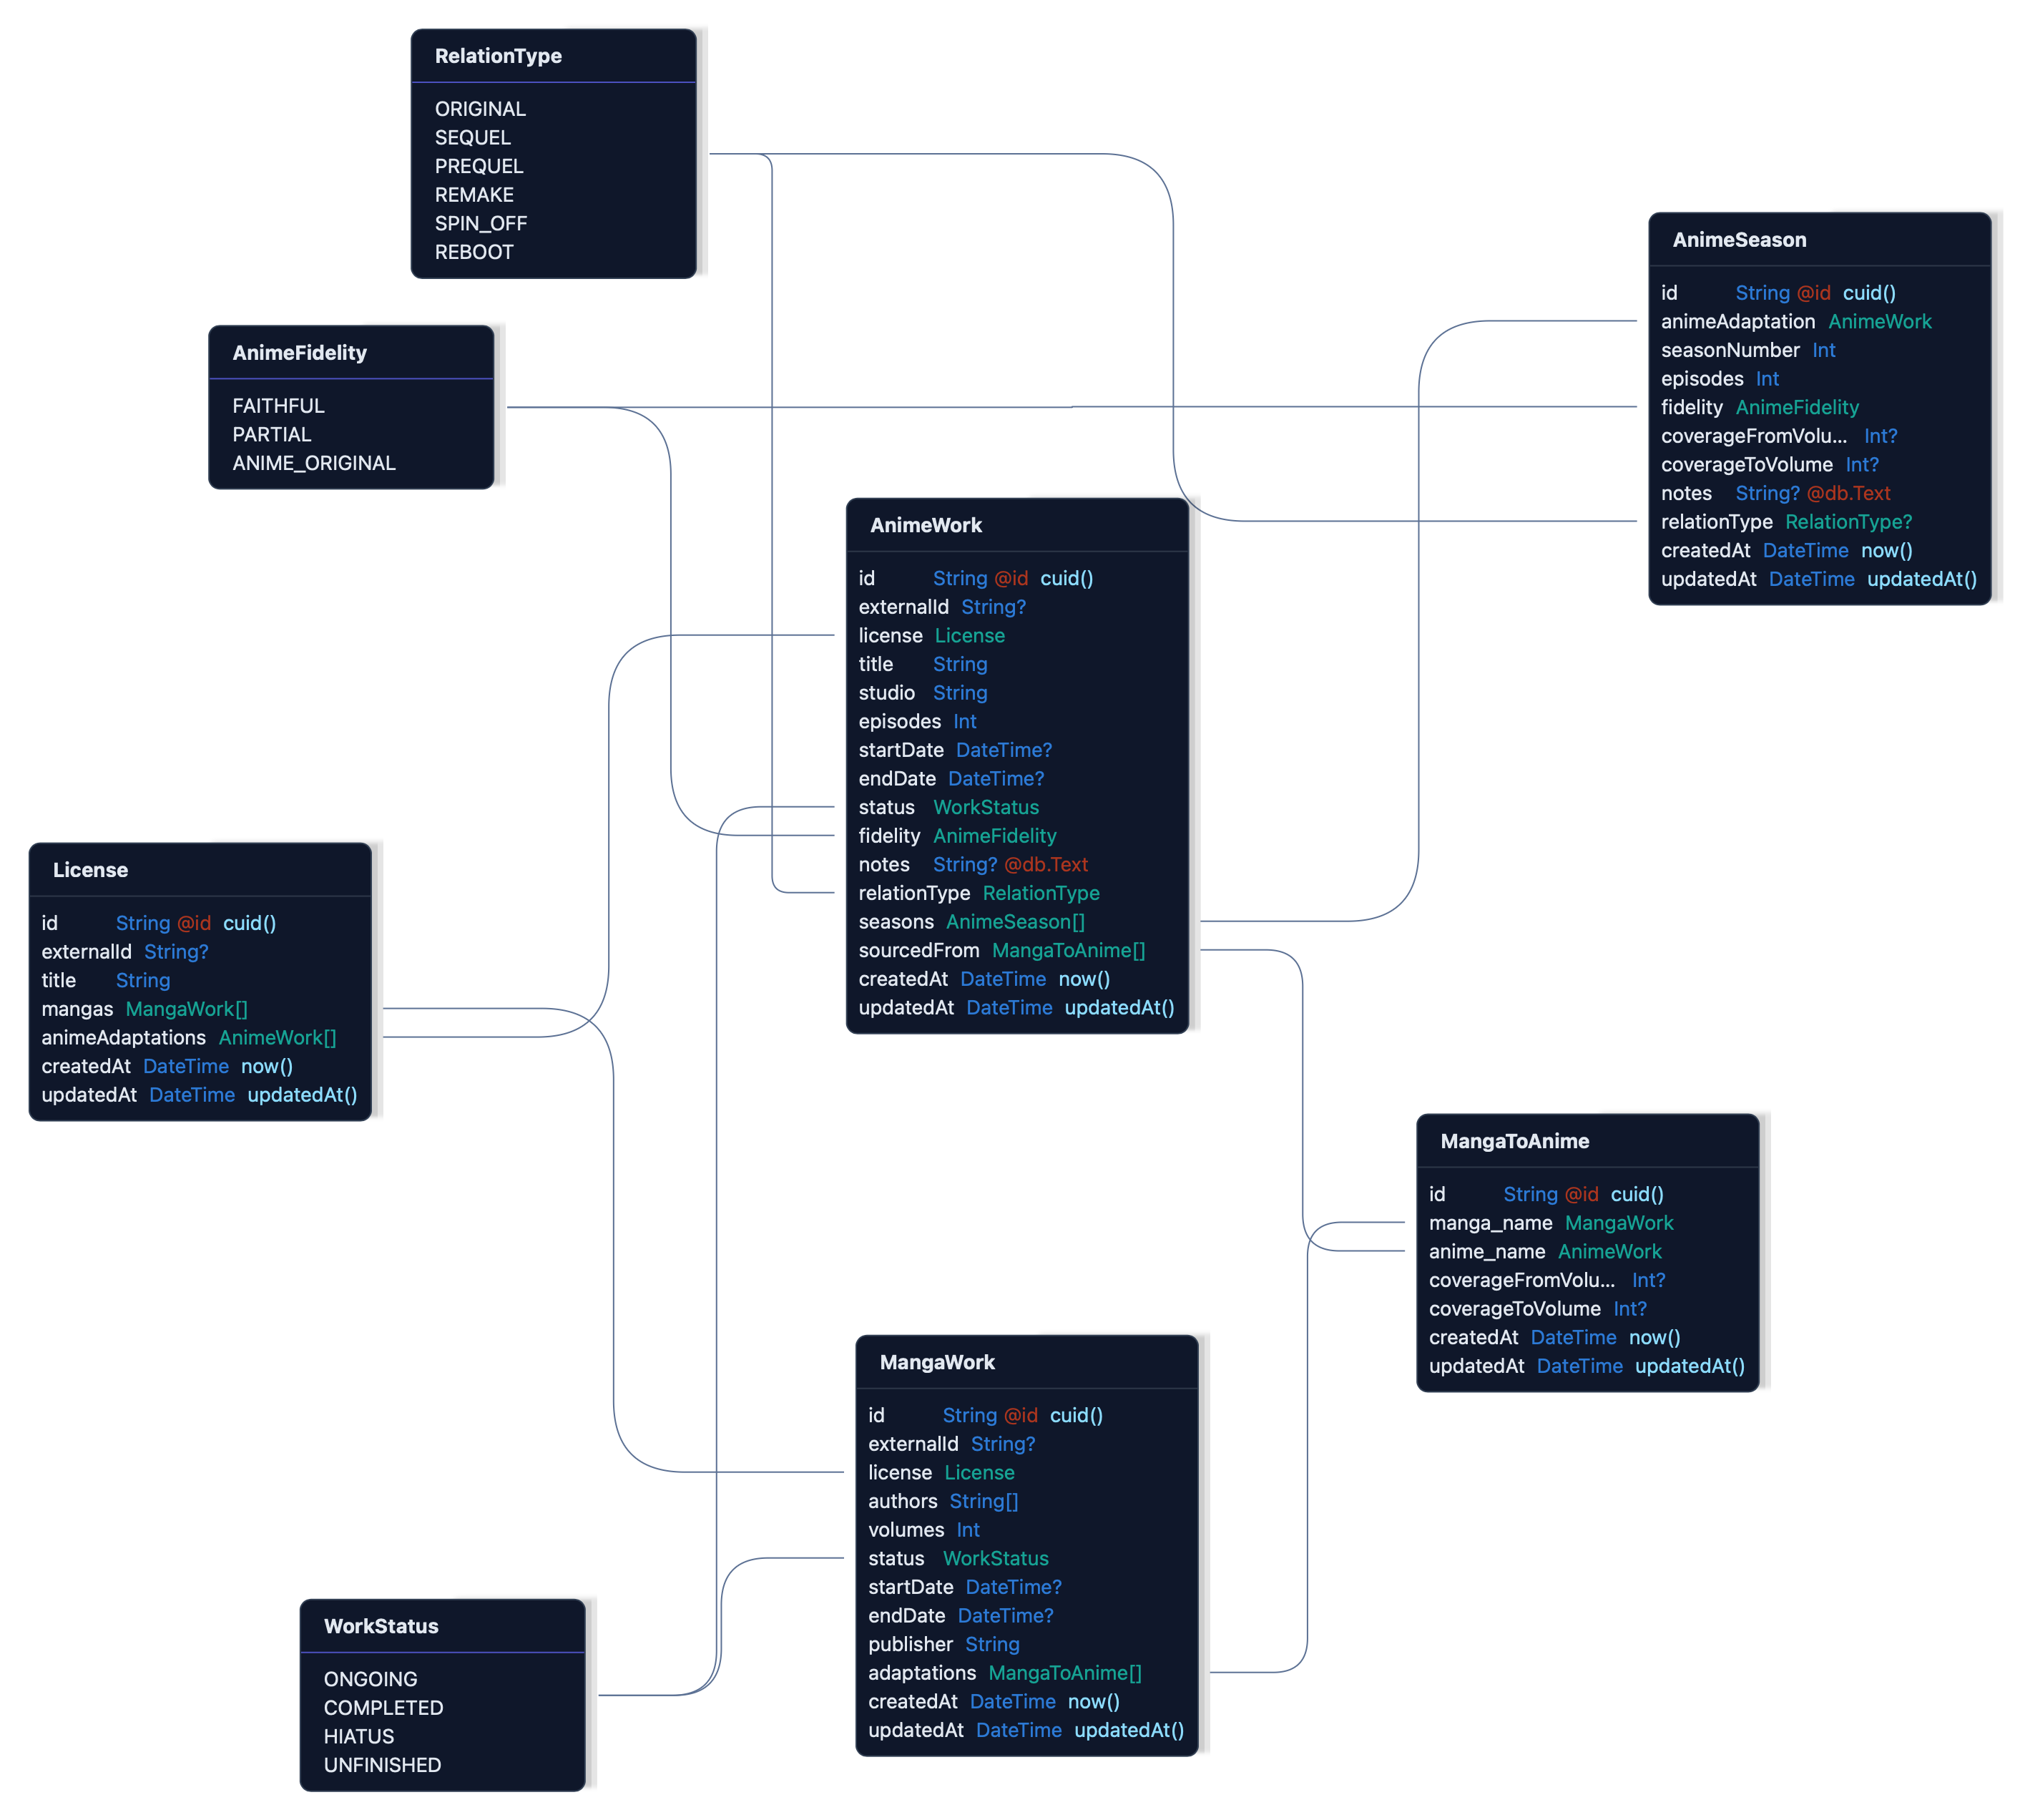 RelationType
ORIGINAL
SEQUEL
PREQUEL
REMAKE
SPIN_OFF
REBOOT
AnimeFidelity
FAITHFUL
PARTIAL
ANIME_ORIGINAL
AnimeSeason
id String @id cuid()
animeAdaptation AnimeWork
seasonNumber Int
episodes Int
fidelity AnimeFidelity
coverageFromVolu... Int?
coverageToVolume Int?
notes String? @db.Text
relationType RelationType?
createdAt DateTime now()
updatedAt DateTime updatedAt()
AnimeWork
id String @id cuid()
externalId String?
license License
title String
studio String
episodes Int
startDate DateTime?
endDate DateTime?
status WorkStatus
fidelity AnimeFidelity
notes String? @db.Text
relationType RelationType
seasons AnimeSeason[]
sourcedFrom MangaToAnime[]
createdAt DateTime now()
updatedAt DateTime updatedAt()
License
id String @id cuid()
externalId String?
title String
mangas MangaWork[]
animeAdaptations AnimeWork[]
createdAt DateTime now()
updatedAt DateTime updatedAt()
MangaToAnime
id String @id cuid()
manga_name MangaWork
anime_name AnimeWork
coverageFromVolu... Int?
coverageToVolume Int?
createdAt DateTime now()
updatedAt DateTime updatedAt()
MangaWork
id String @id cuid()
externalId String?
license License
authors String[]
volumes Int
status WorkStatus
startDate DateTime?
endDate DateTime?
publisher String
adaptations MangaToAnime[]
createdAt DateTime now()
updatedAt DateTime updatedAt()
WorkStatus
ONGOING
COMPLETED
HIATUS
UNFINISHED